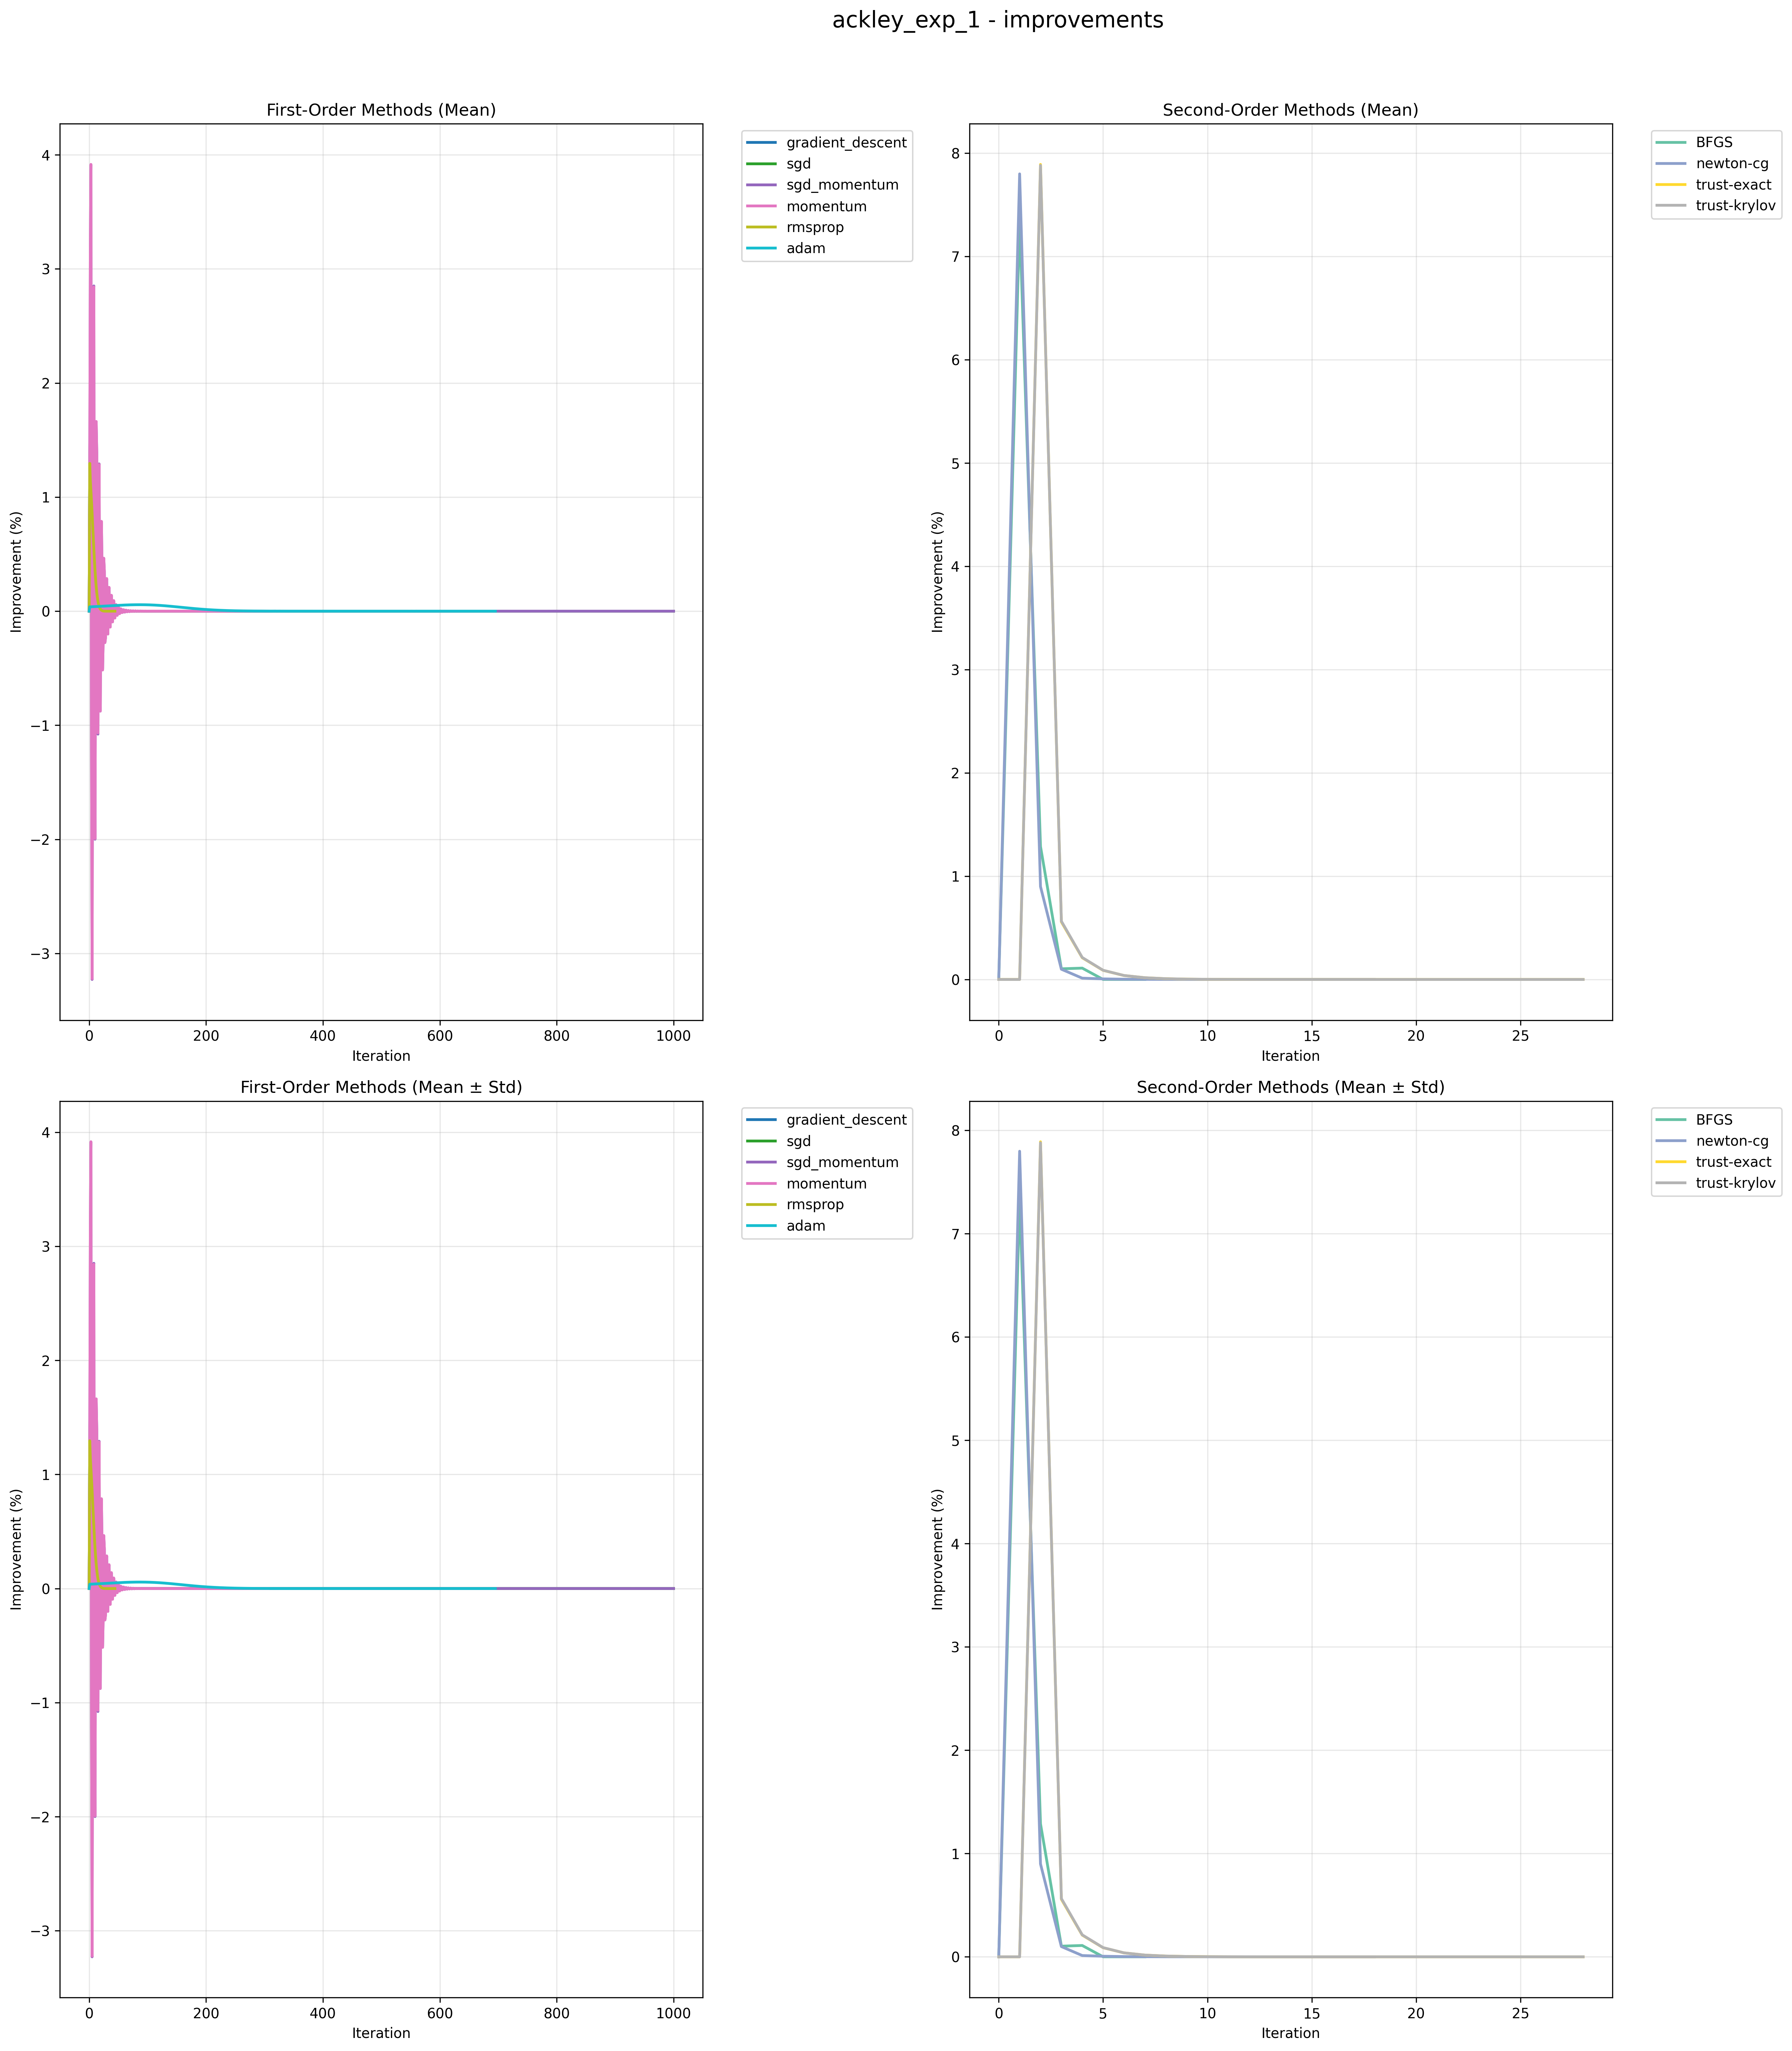 ackley_exp_1 - improvements
First-Order Methods (Mean)
Improvement (%)
4
3
2
1
0
−1
−2
−3
0 200 400 600 800 1000
Iteration
gradient_descent
sgd
sgd_momentum
momentum
rmsprop
adam
Second-Order Methods (Mean)
Improvement (%)
8
7
6
5
4
3
2
1
0
0 5 10 15 20 25
Iteration
BFGS
newton-cg
trust-exact
trust-krylov
First-Order Methods (Mean ± Std)
Improvement (%)
4
3
2
1
0
−1
−2
−3
0 200 400 600 800 1000
Iteration
gradient_descent
sgd
sgd_momentum
momentum
rmsprop
adam
Second-Order Methods (Mean ± Std)
Improvement (%)
8
7
6
5
4
3
2
1
0
0 5 10 15 20 25
Iteration
BFGS
newton-cg
trust-exact
trust-krylov